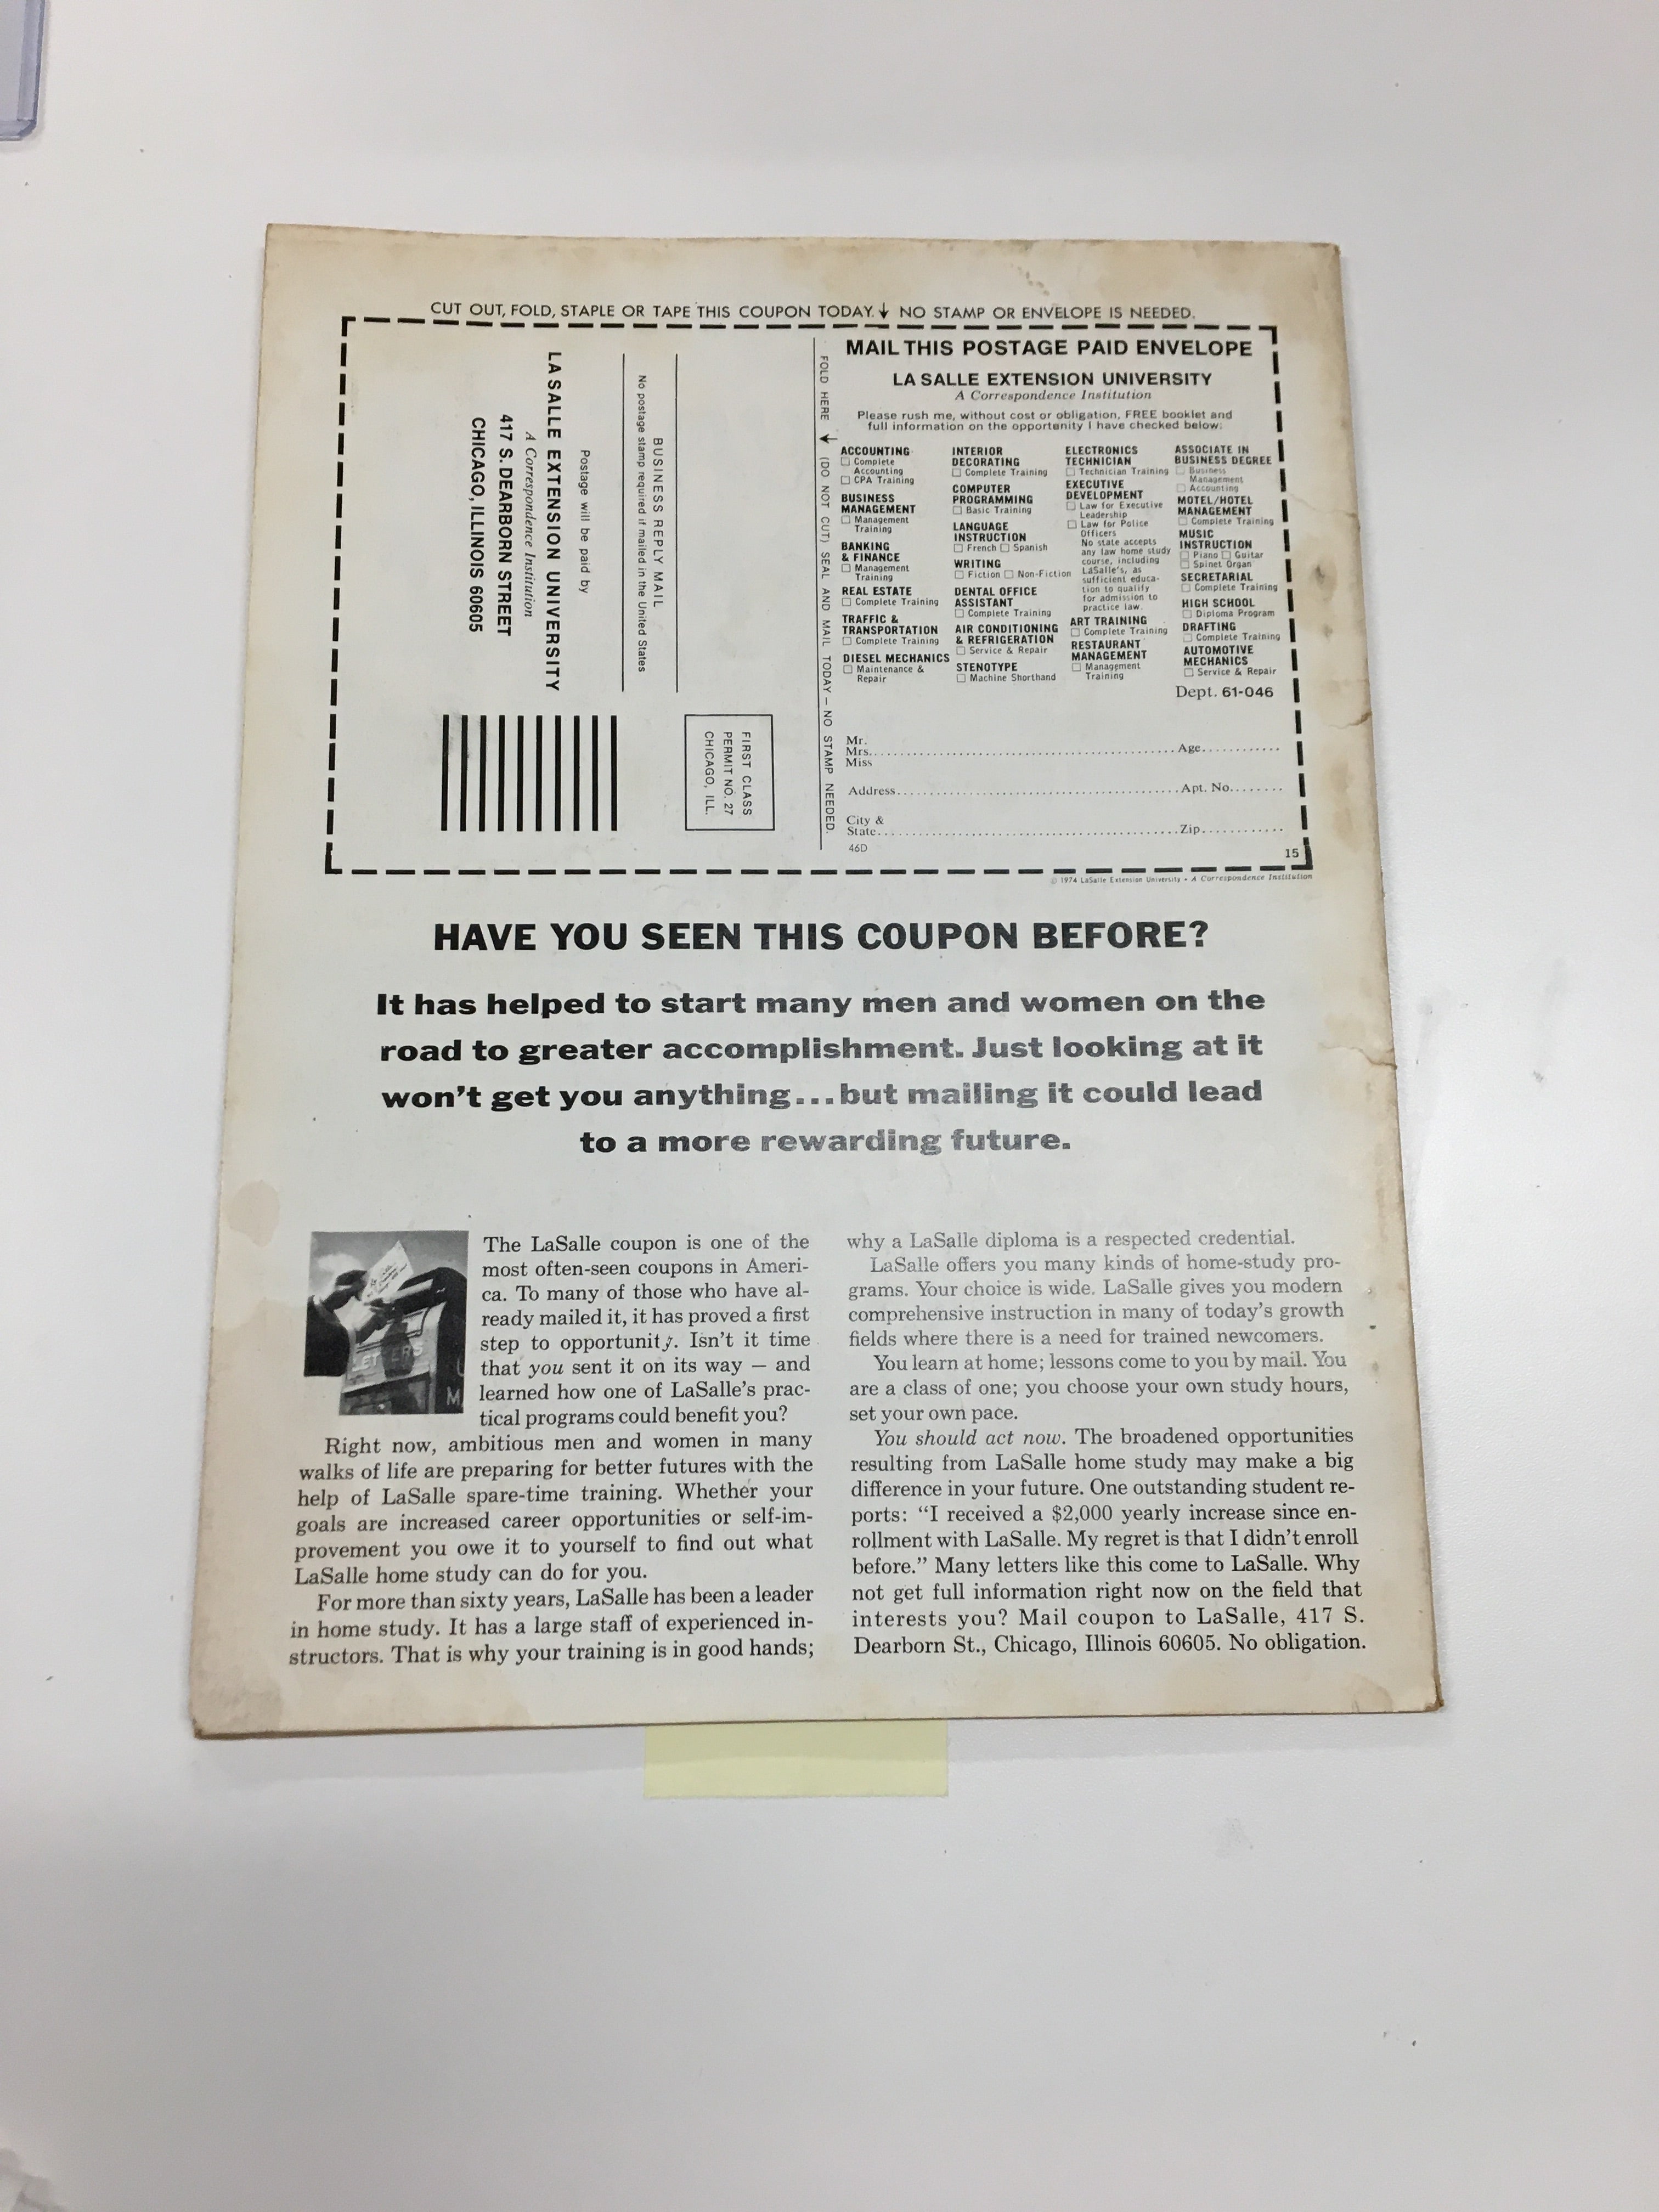 CUT OUT, FOLD, STAPLE OR TAPE THIS COUPON TODAY. NO STAMP OR ENVELOPE IS NEEDED.
BUSINESS REPLY MAIL
No postage stamp required if mailed in the United States
Postage will be paid by
LA SALLE EXTENSION UNIVERSITY
A Correspondence Institution
417 S. DEARBORN STREET
CHICAGO, ILLINOIS 60605
FIRST CLASS
PERMIT NO. 27
CHICAGO, ILL.
FOLD HERE (DO NOT CUT) SEAL AND MAIL TODAY — NO STAMP NEEDED.
MAIL THIS POSTAGE PAID ENVELOPE
LA SALLE EXTENSION UNIVERSITY
A Correspondence Institution
Please rush me, without cost or obligation, FREE booklet and
full information on the opportunity I have checked below:
ACCOUNTING
Complete
Accounting
CPA Training
BUSINESS
MANAGEMENT
Management
Training
BANKING
& FINANCE
Management
Training
REAL ESTATE
Complete Training
TRAFFIC &
TRANSPORTATION
Complete Training
DIESEL MECHANICS
Maintenance &
Repair
INTERIOR
DECORATING
Complete Training
COMPUTER
PROGRAMMING
Basic Training
LANGUAGE
INSTRUCTION
French Spanish
WRITING
Fiction Non-Fiction
DENTAL OFFICE
ASSISTANT
Complete Training
AIR CONDITIONING
& REFRIGERATION
Service & Repair
STENOTYPE
Machine Shorthand
ELECTRONICS
TECHNICIAN
Technician Training
EXECUTIVE
DEVELOPMENT
Law for Executive
Leadership
Law for Police
Officers
No state accepts
any law home study
course, including
LaSalle's, as
sufficient educa-
tion to qualify
for admission to
practice law.
ART TRAINING
Complete Training
RESTAURANT
MANAGEMENT
Management
Training
ASSOCIATE IN
BUSINESS DEGREE
Business
Management
Accounting
MOTEL/HOTEL
MANAGEMENT
Complete Training
MUSIC
INSTRUCTION
Piano Guitar
Spinet Organ
SECRETARIAL
Complete Training
HIGH SCHOOL
Diploma Program
DRAFTING
Complete Training
AUTOMOTIVE
MECHANICS
Service & Repair
Dept. 61-046
Mr.
Mrs. Age
Miss
Address Apt. No.
City &
State Zip
46D
15
© 1974 LaSalle Extension University • A Correspondence Institution
HAVE YOU SEEN THIS COUPON BEFORE?
It has helped to start many men and women on the
road to greater accomplishment. Just looking at it
won't get you anything...but mailing it could lead
to a more rewarding future.
LETTERS
U
M
The LaSalle coupon is one of the
most often-seen coupons in Ameri-
ca. To many of those who have al-
ready mailed it, it has proved a first
step to opportunity. Isn't it time
that you sent it on its way — and
learned how one of LaSalle's prac-
tical programs could benefit you?
Right now, ambitious men and women in many
walks of life are preparing for better futures with the
help of LaSalle spare-time training. Whether your
goals are increased career opportunities or self-im-
provement you owe it to yourself to find out what
LaSalle home study can do for you.
For more than sixty years, LaSalle has been a leader
in home study. It has a large staff of experienced in-
structors. That is why your training is in good hands;
why a LaSalle diploma is a respected credential.
LaSalle offers you many kinds of home-study pro-
grams. Your choice is wide. LaSalle gives you modern
comprehensive instruction in many of today's growth
fields where there is a need for trained newcomers.
You learn at home; lessons come to you by mail. You
are a class of one; you choose your own study hours,
set your own pace.
You should act now. The broadened opportunities
resulting from LaSalle home study may make a big
difference in your future. One outstanding student re-
ports: "I received a $2,000 yearly increase since en-
rollment with LaSalle. My regret is that I didn't enroll
before." Many letters like this come to LaSalle. Why
not get full information right now on the field that
interests you? Mail coupon to LaSalle, 417 S.
Dearborn St., Chicago, Illinois 60605. No obligation.